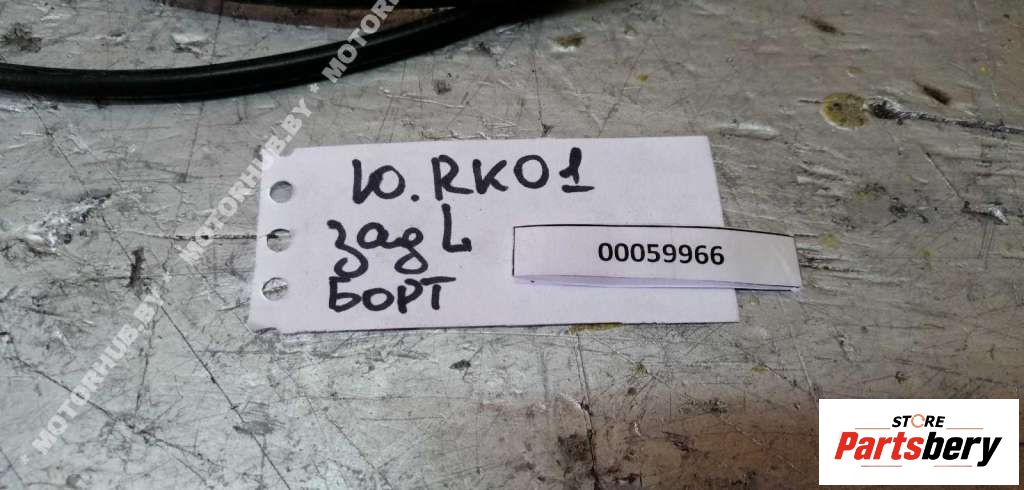 MOTORHUB.BY * MOTORHUB.BY * MOTORHUB.BY
Ю.RK01
зад L
БОРТ
00059966
STORE
Partsbery